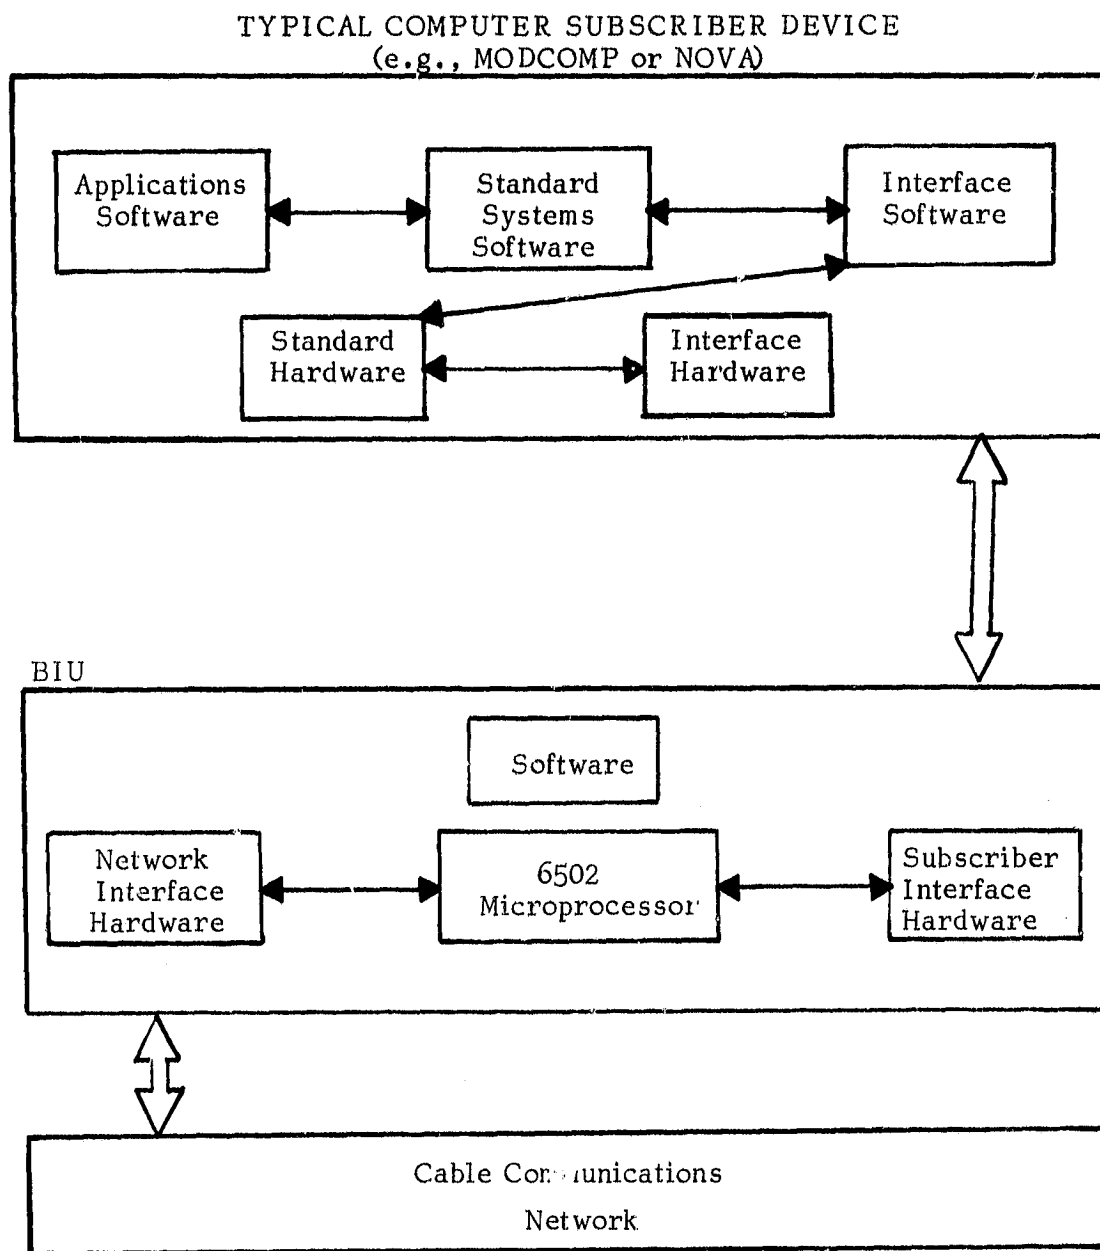 TYPICAL COMPUTER SUBSCRIBER DEVICE
(e.g., MODCOMP or NOVA)
Applications
Software
Standard
Systems
Software
Interface
Software
Standard
Hardware
Interface
Hardware
BIU
Software
Network
Interface
Hardware
6502
Microprocessor
Subscriber
Interface
Hardware
Cable
Network